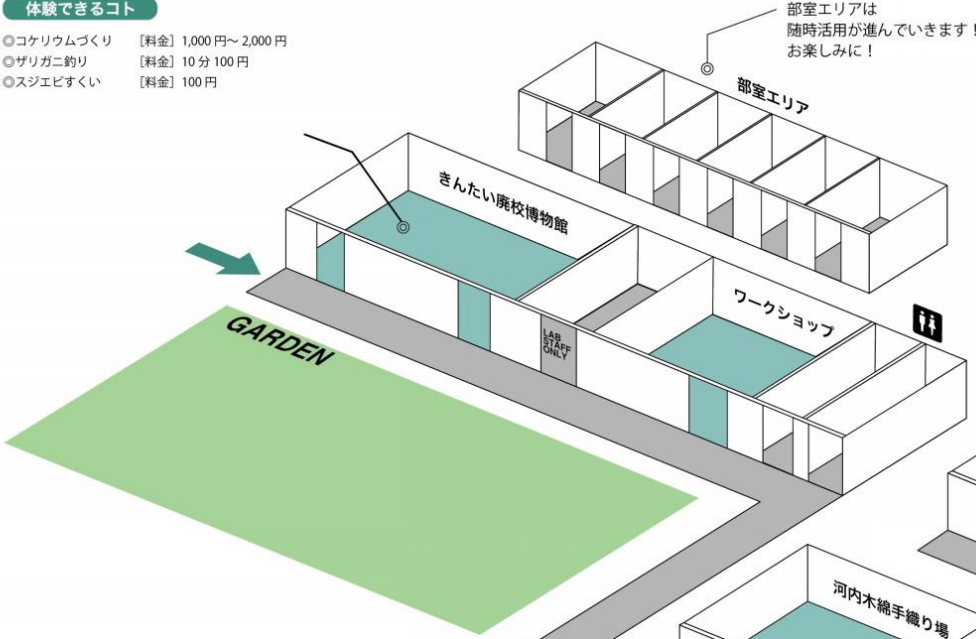 体験できるコト
◎コケリウムづくり ［料金］1,000 円〜 2,000 円
◎ザリガニ釣り ［料金］10 分 100 円
◎スジエビすくい ［料金］100 円
部室エリアは
随時活用が進んでいきます！
お楽しみに！
部室エリア
きんたい廃校博物館
ワークショップ
LAB
STAFF
ONLY
GARDEN
河内木綿手織り場